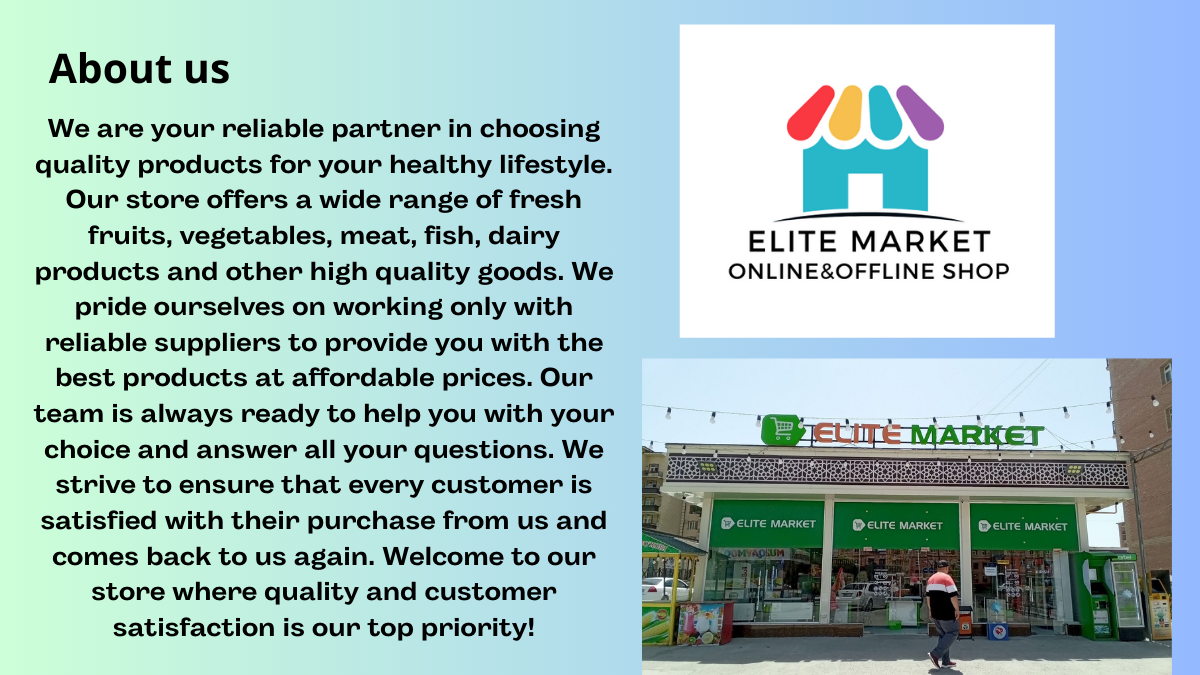 About us
We are your reliable partner in choosing
quality products for your healthy lifestyle.
Our store offers a wide range of fresh
fruits, vegetables, meat, fish, dairy
products and other high quality goods. We
pride ourselves on working only with
reliable suppliers to provide you with the
best products at affordable prices. Our
team is always ready to help you with your
choice and answer all your questions. We
strive to ensure that every customer is
satisfied with their purchase from us and
comes back to us again. Welcome to our
store where quality and customer
satisfaction is our top priority!
ELITE MARKET
ONLINE&OFFLINE SHOP
ELITE MARKET
ELITE MARKET
ELITE MARKET
ELITE MARKET